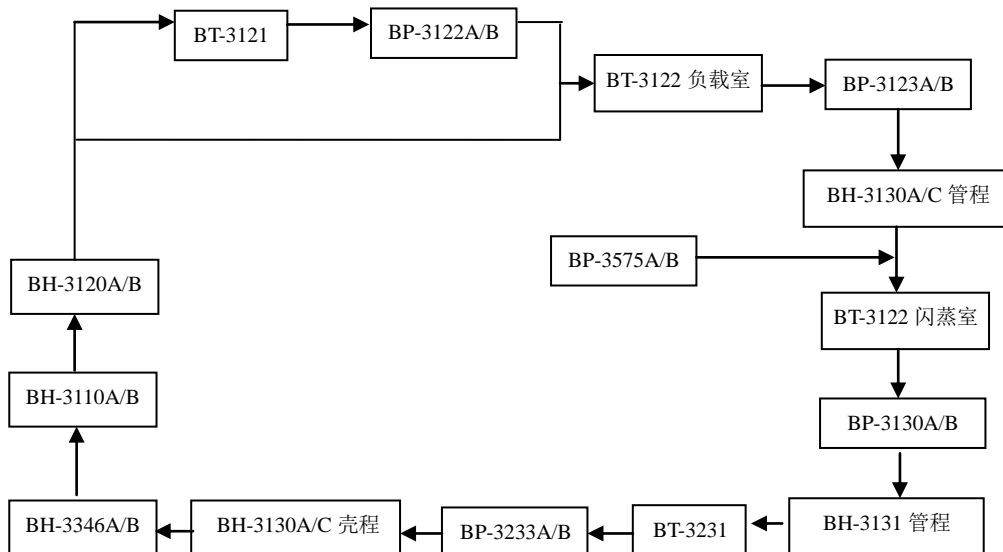 BT-3121
BP-3122A/B
BT-3122 负载室
BP-3123A/B
BH-3130A/C 管程
BP-3575A/B
BH-3120A/B
BT-3122 闪蒸室
BH-3110A/B
BP-3130A/B
BH-3346A/B
BH-3130A/C 壳程
BP-3233A/B
BT-3231
BH-3131 管程